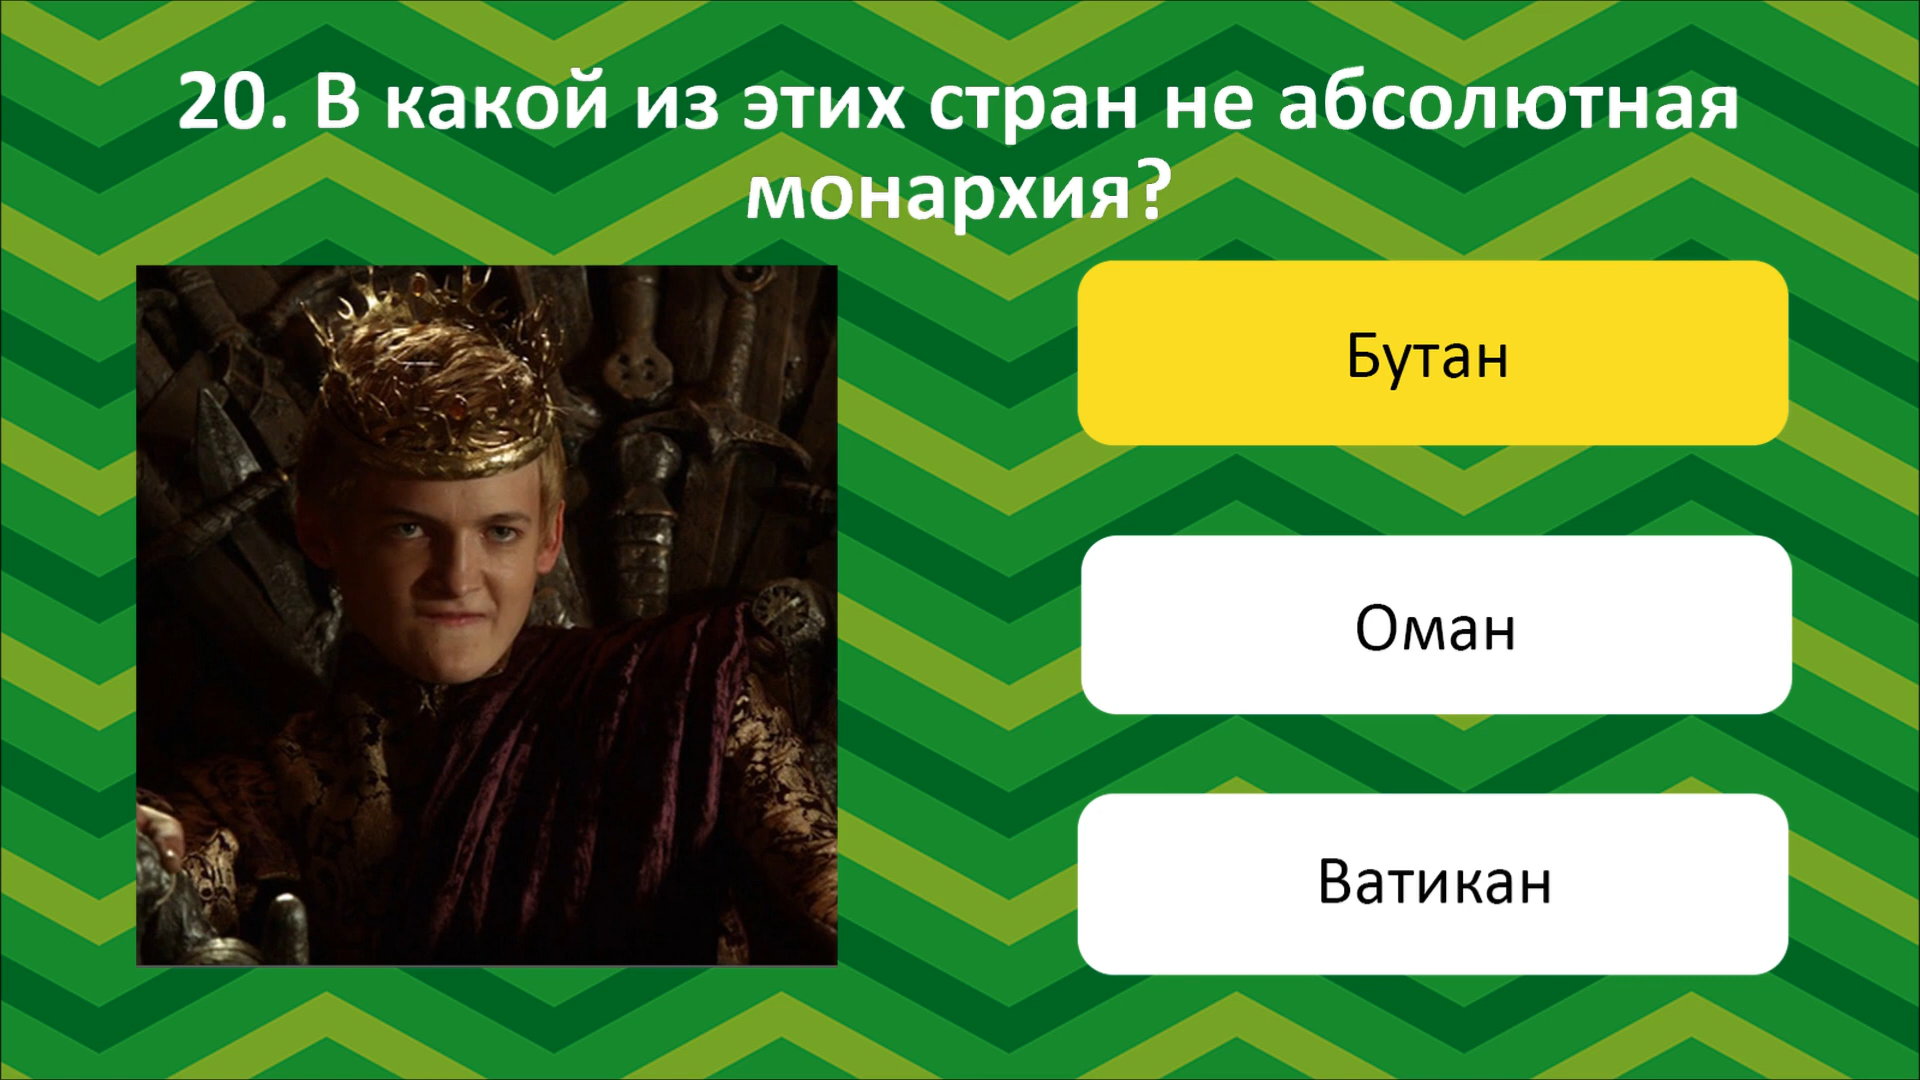 20. В какой из этих стран не абсолютная
монархия?
Бутан
Оман
Ватикан